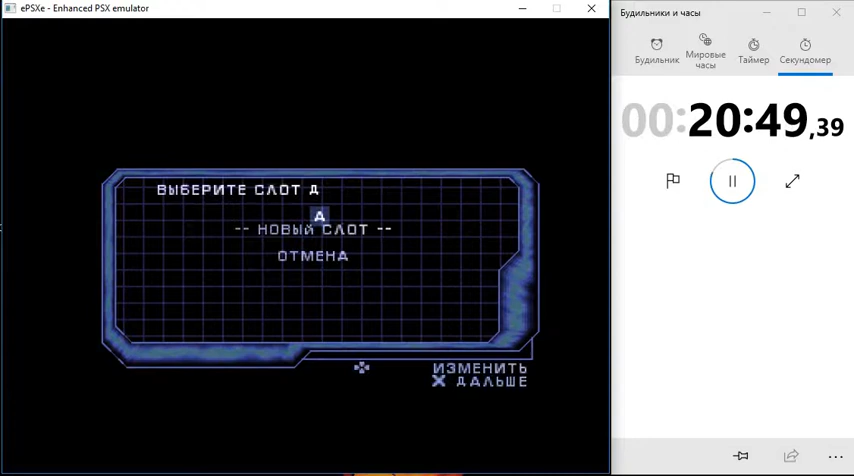 ePSXe - Enhanced PSX emulator
ВЫБЕРИТЕ СЛОТ Д
Д
-- НОВЫЙ СЛОТ --
ОТМЕНА
ИЗМЕНИТЬ
ДАЛЬШЕ
Будильники и часы
Будильник
Мировые часы
Таймер
Секундомер
00:20:49,39